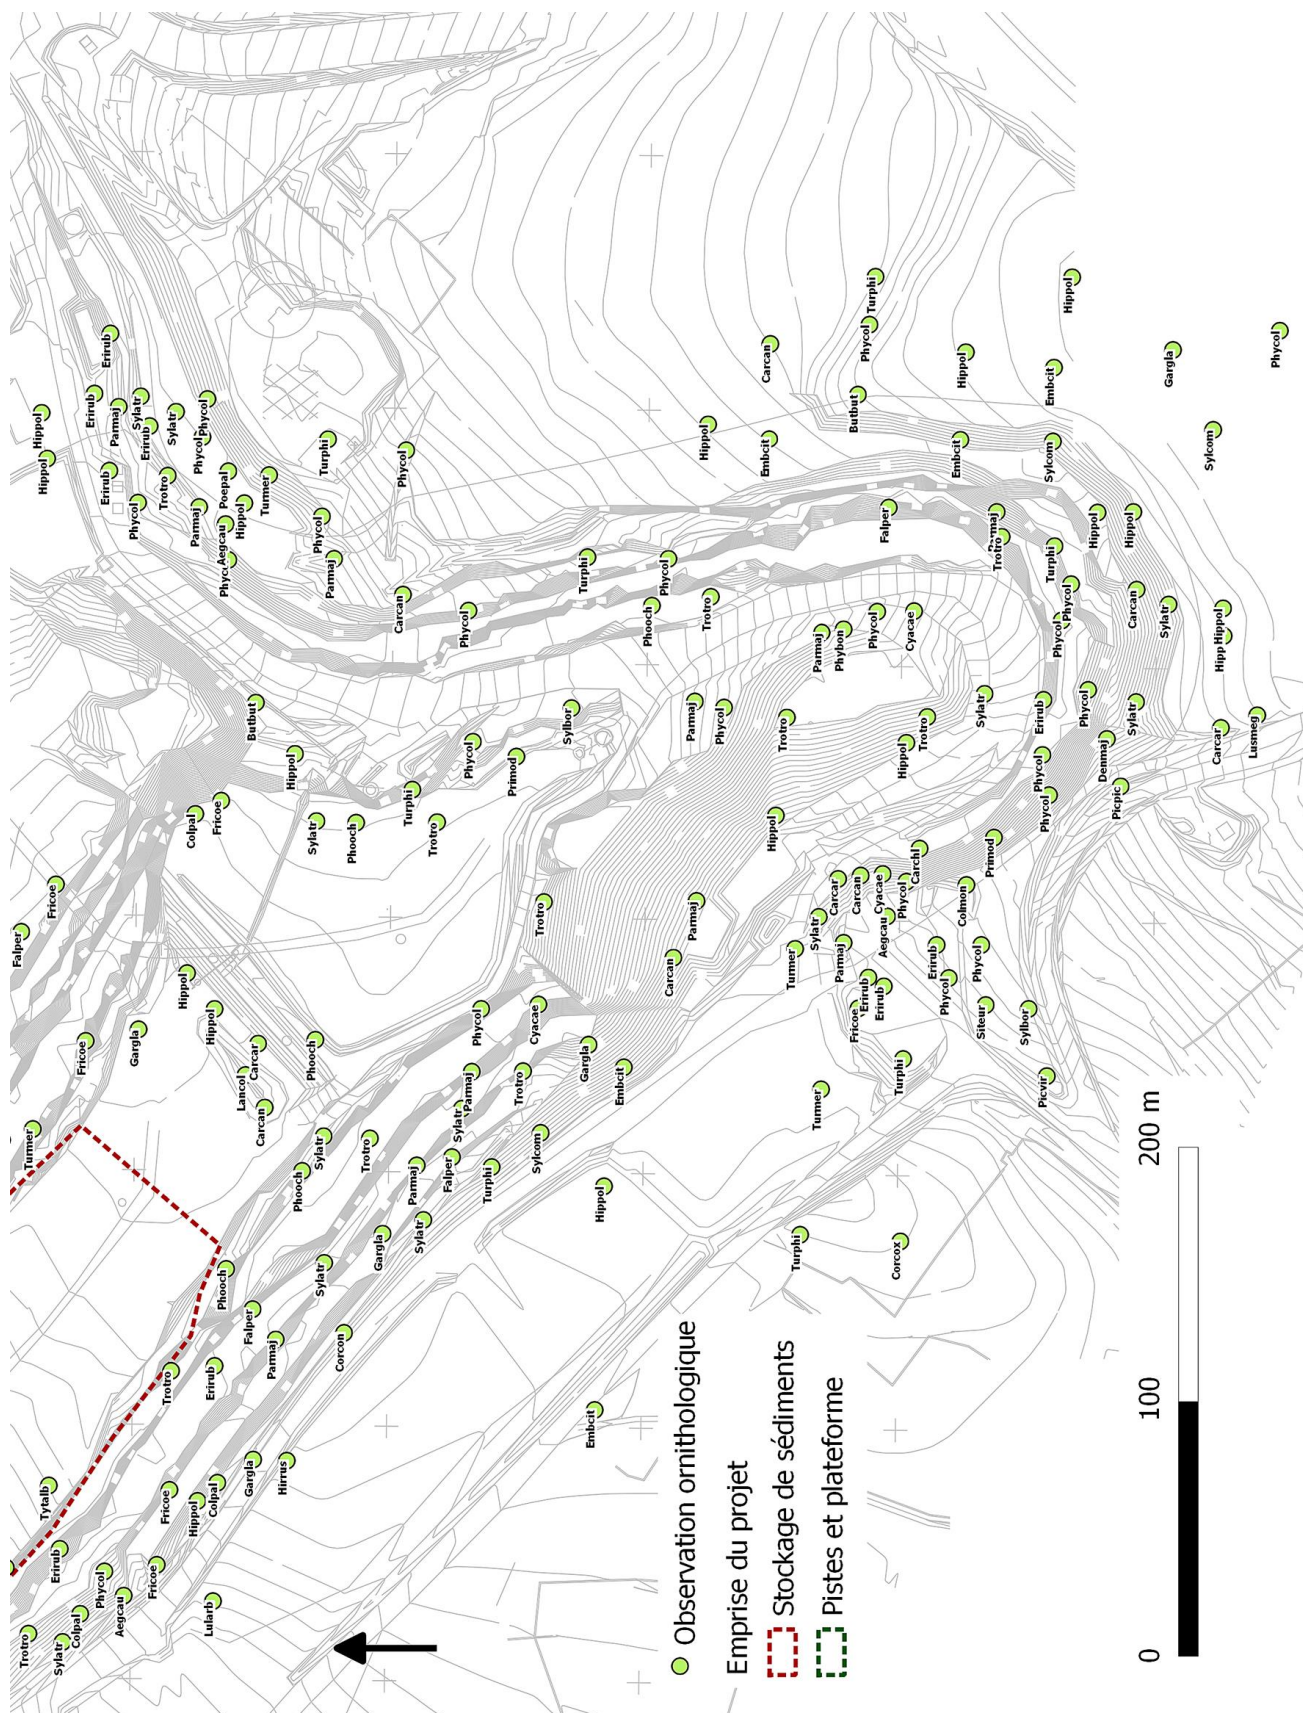 Falper
Trotro
Turmer
Hippol
Hippol
Tytalb
Fricoe
Erirub
Sylatr
Colpal
Fricoe
Erirub
Phycol
Erirub
Erirub
Parmaj
Aegcau
Gargla
Phycol
Sylatr
Erirub
Fricoe
Trotro
Trotro
Fricoe
Sylatr
Hippol
Colpal
Parmaj
Phycol
Phycol
Hippol
Hippol
Lularb
Erirub
Colpal
Fricoe
Aegcau
Poepal
Phooch
Hippol
Lancol
Gargla
Falper
Butbut
Carcar
Carcan
Turmer
Parmaj
Hirrus
Hippol
Phooch
Phooch
Sylatr
Sylatr
Sylatr
Phycol
Turphi
Parmaj
Corcon
Phooch
Trotro
Gargla
Carcan
Phycol
Turphi
Parmaj
Sylatr
Trotro
Falper
Sylatr
Parmaj
Phycol
Phycol
Phycol
Turphi
Primod
Trotro
Cyacae
Sylcom
Trotro
Sylbor
Gargla
Turphi
Embcit
Hippol
Embcit
Phooch
Phycol
Carcan
Parmaj
Parmaj
Trotro
Hippol
Phycol
Embcit
Carcan
Hippol
Trotro
Turmer
Turphi
Turmer
Sylatr
Parmaj
Carcar
Parmaj
Phybon
Fricoe
Erirub
Carcan
Butbut
Phycol
Turphi
Erirub
Cyacae
Aegcau
Phycol
Falper
Corcox
Turphi
Phycol
Hippol
Carchl
Cyacae
Trotro
Erirub
Phycol
Colmon
Embcit
Hippol
Siteur
Phycol
Sylatr
Primod
Trotro
Sylbor
Picvir
Phycol
Phycol
Erirub
Turphi
Sylcom
Embcit
Phycol
Phycol
Hippol
Phycol
Hippol
Denmaj
Picpic
Sylatr
Carcan
Hippol
Sylatr
Gargla
Carcar
Hippol
Sylcom
Lusmeg
Phycol
Observation ornithologique
Emprise du projet
Stockage de sédiments
Pistes et plateforme
0 100 200 m